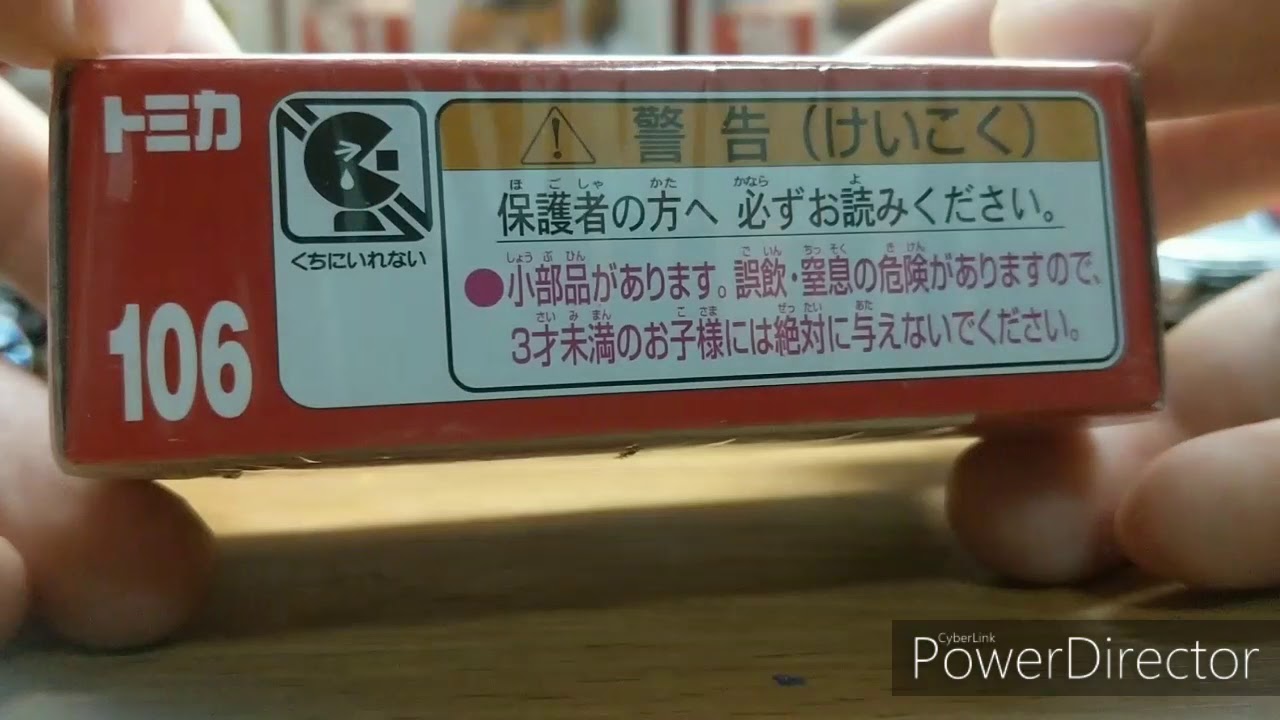 トミカ
106
くちにいれない
警告(けいこく)
ほごしゃ かた かなら よ
保護者の方へ 必ずお読みください。
しょうぶひん ごいん ちっそく きけん
●小部品があります。誤飲・窒息の危険がありますので、
さいみまん こさま ぜったい あた
3才未満のお子様には絶対に与えないでください。
CyberLink
PowerDirector